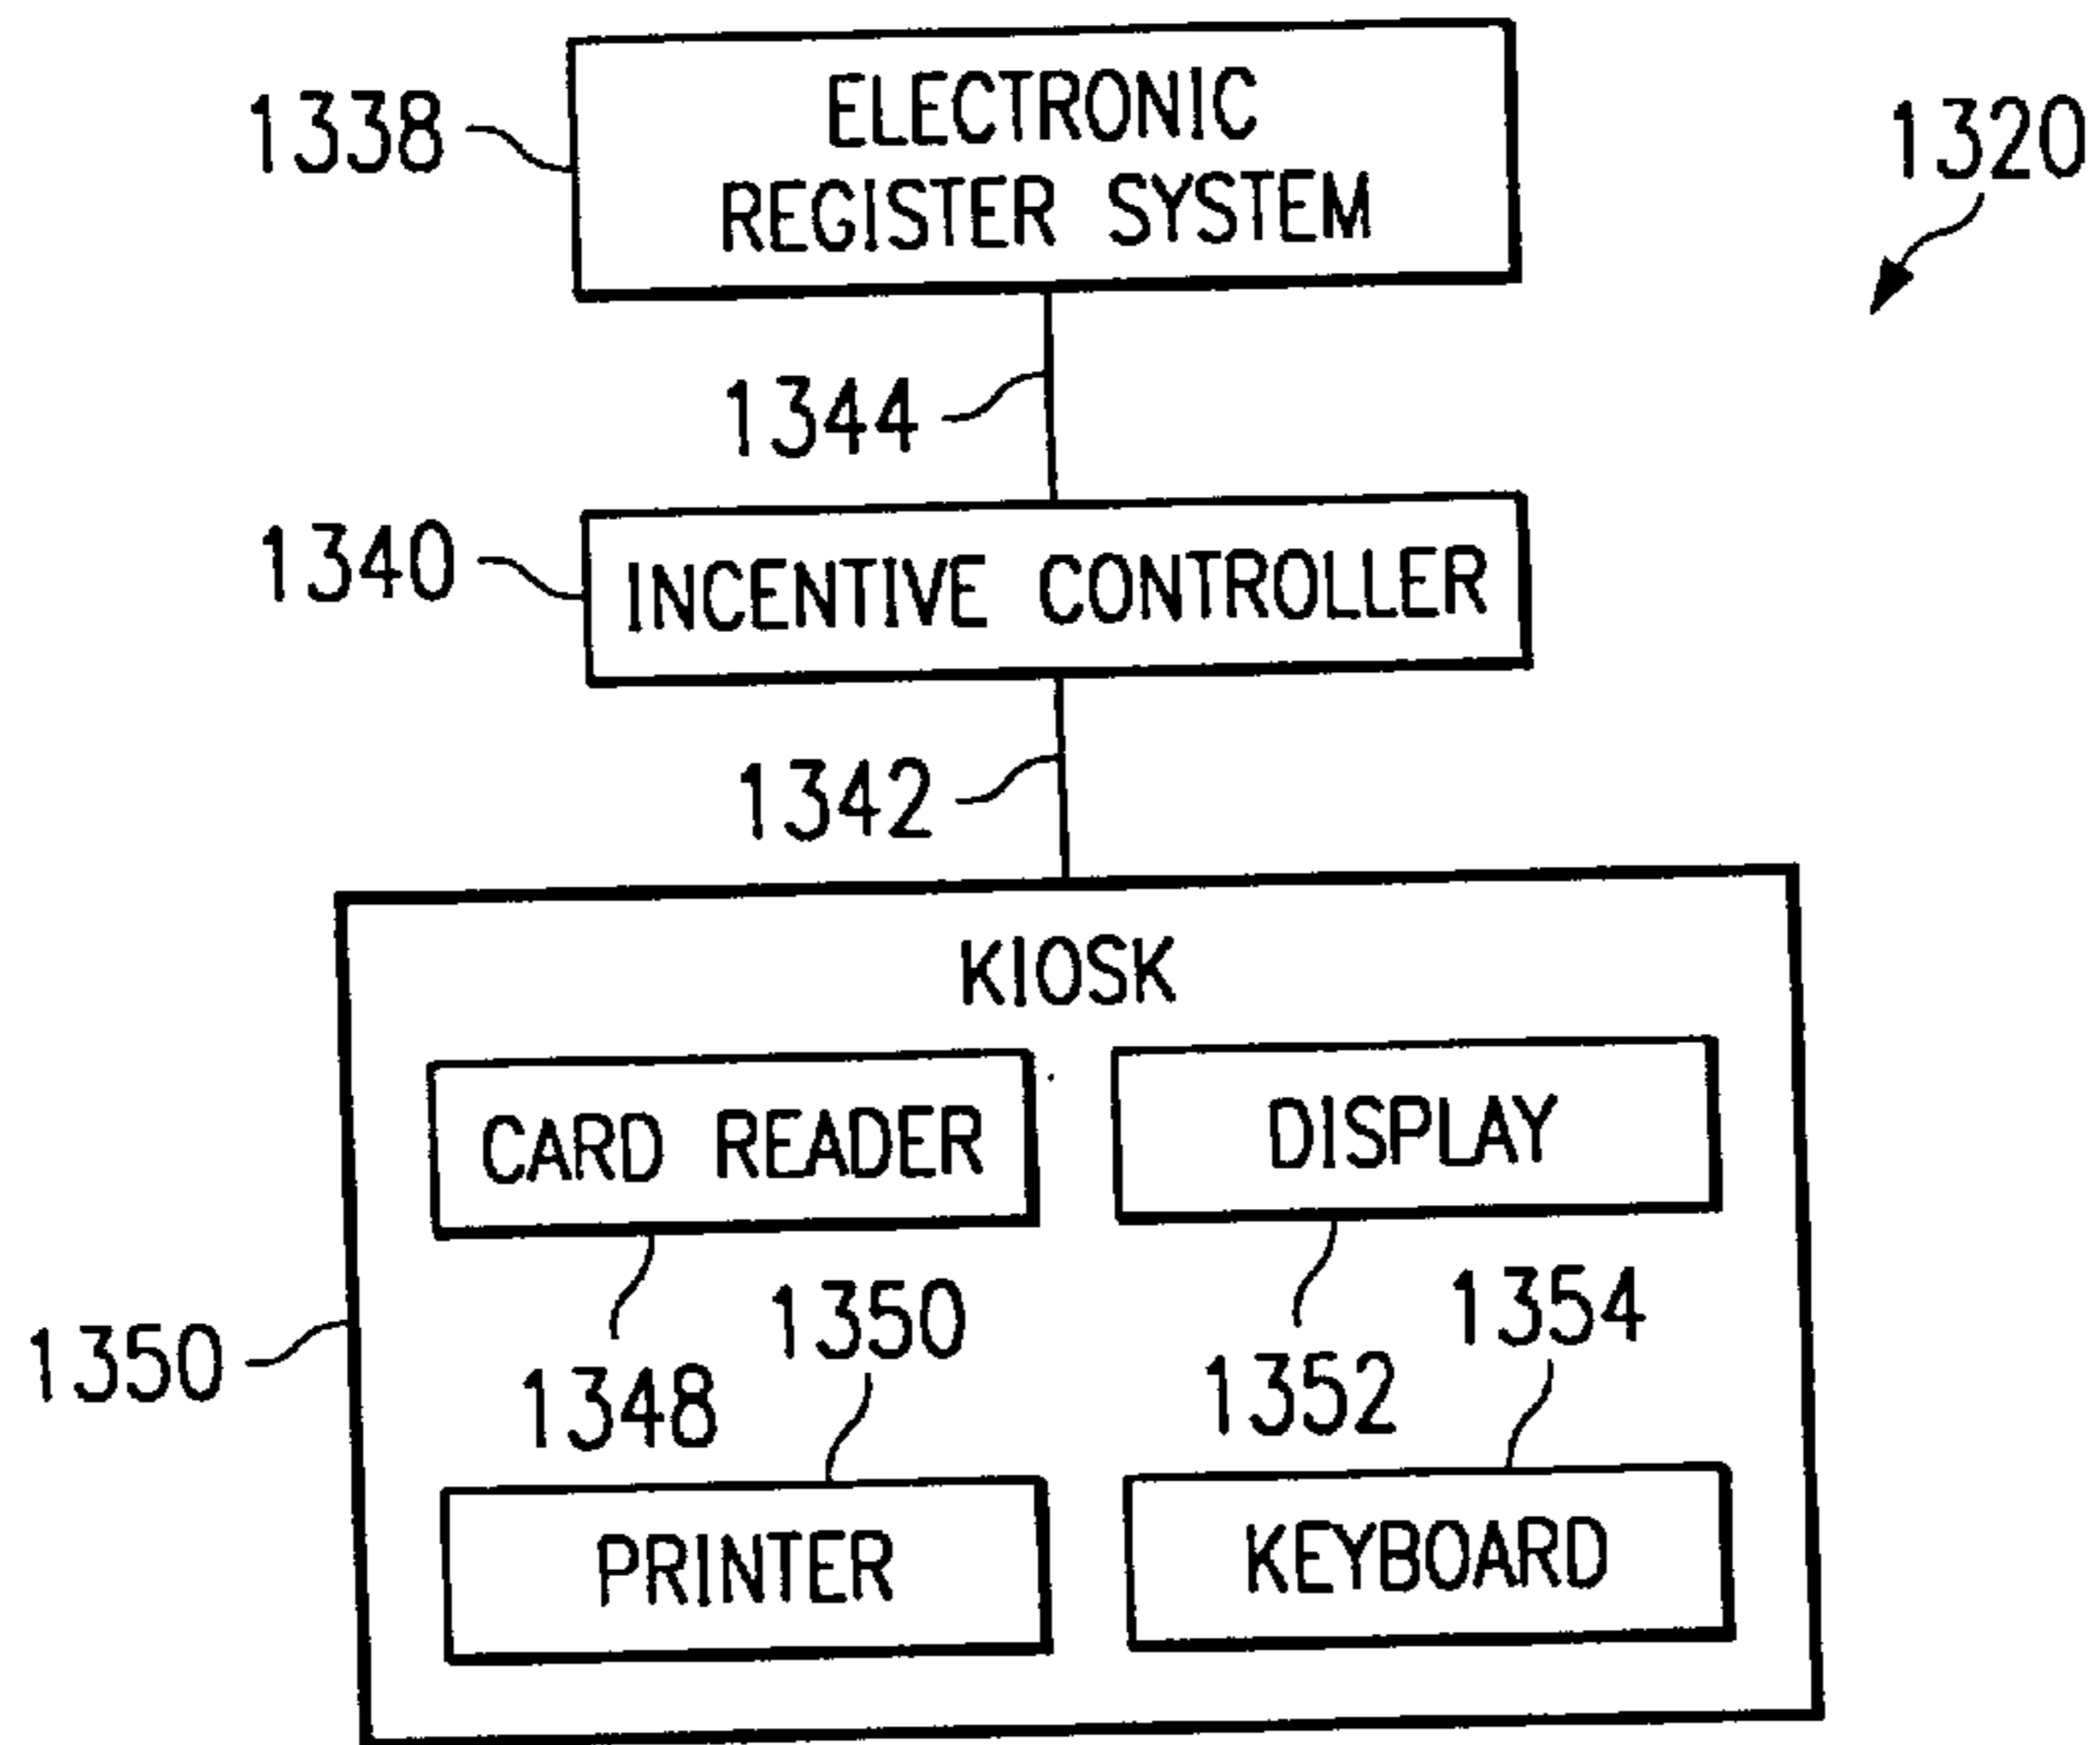 ELECTRONIC
REGISTER SYSTEM
1338
1320
1344
1340
INCENTIVE CONTROLLER
1342
KIOSK
CARD READER
DISPLAY
1350
1348
1350
1352
1354
PRINTER
KEYBOARD